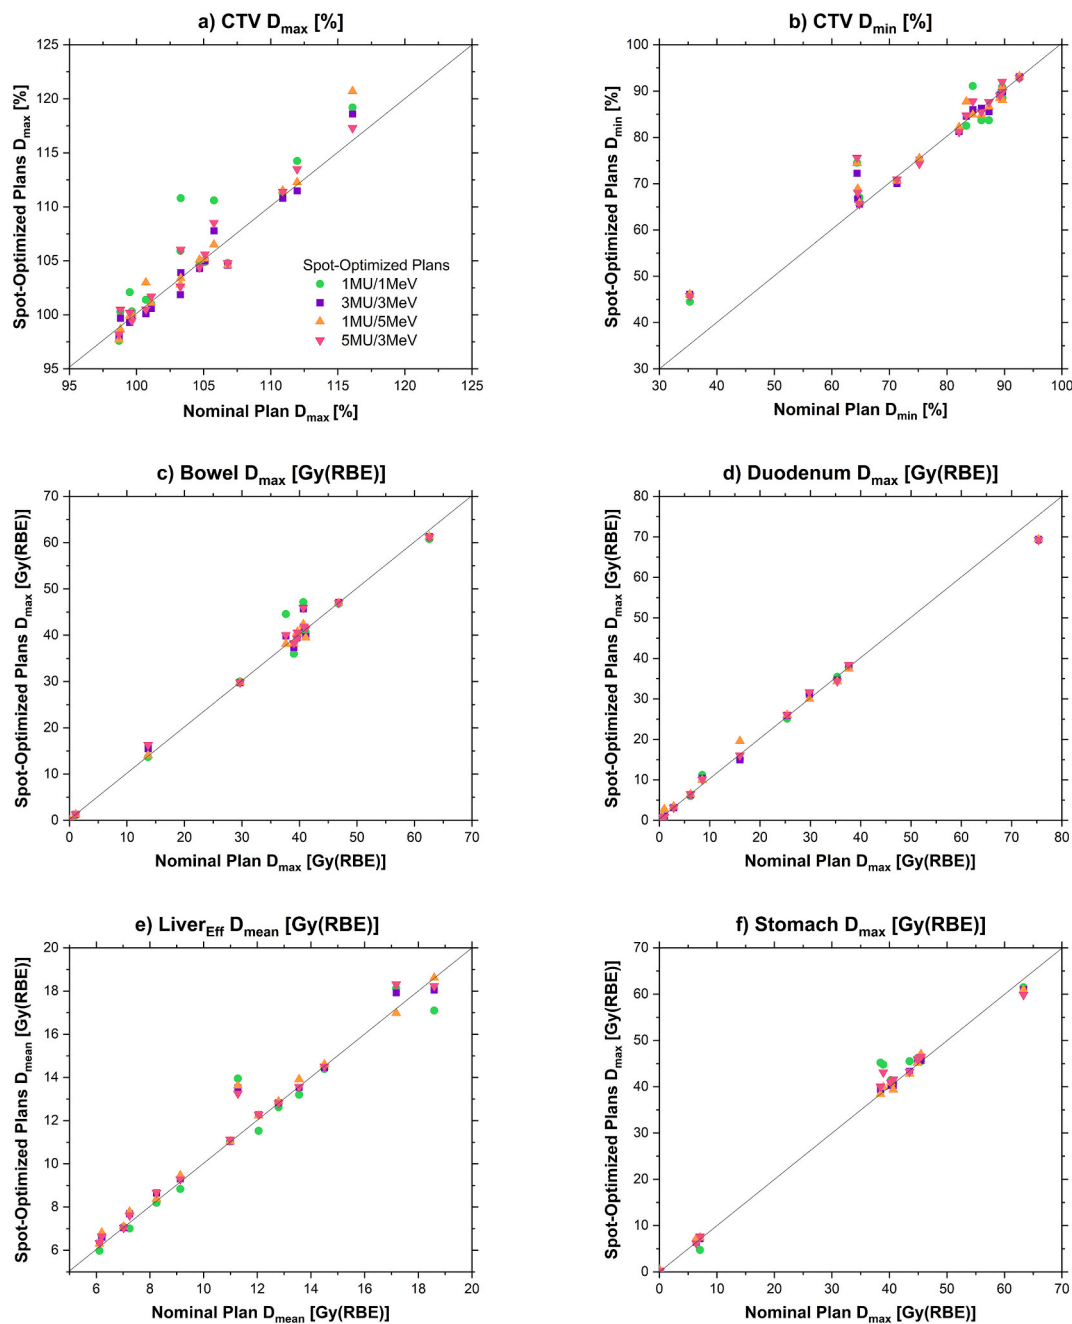 a) CTV Dmax [%]
Spot-Optimized Plans Dmax [%]
125
120
115
110
105
100
95
95 100 105 110 115 120 125
Nominal Plan Dmax [%]
Spot-Optimized Plans
1MU/1MeV
3MU/3MeV
1MU/5MeV
5MU/3MeV
b) CTV Dmin [%]
Spot-Optimized Plans Dmin [%]
100
90
80
70
60
50
40
30
30 40 50 60 70 80 90 100
Nominal Plan Dmin [%]
c) Bowel Dmax [Gy(RBE)]
Spot-Optimized Plans Dmax [Gy(RBE)]
70
60
50
40
30
20
10
0
0 10 20 30 40 50 60 70
Nominal Plan Dmax [Gy(RBE)]
d) Duodenum Dmax [Gy(RBE)]
Spot-Optimized Plans Dmax [Gy(RBE)]
80
70
60
50
40
30
20
10
0
0 10 20 30 40 50 60 70 80
Nominal Plan Dmax [Gy(RBE)]
e) LiverEff Dmean [Gy(RBE)]
Spot-Optimized Plans Dmean [Gy(RBE)]
20
18
16
14
12
10
8
6
6 8 10 12 14 16 18 20
Nominal Plan Dmean [Gy(RBE)]
f) Stomach Dmax [Gy(RBE)]
Spot-Optimized Plans Dmax [Gy(RBE)]
70
60
50
40
30
20
10
0
0 10 20 30 40 50 60 70
Nominal Plan Dmax [Gy(RBE)]